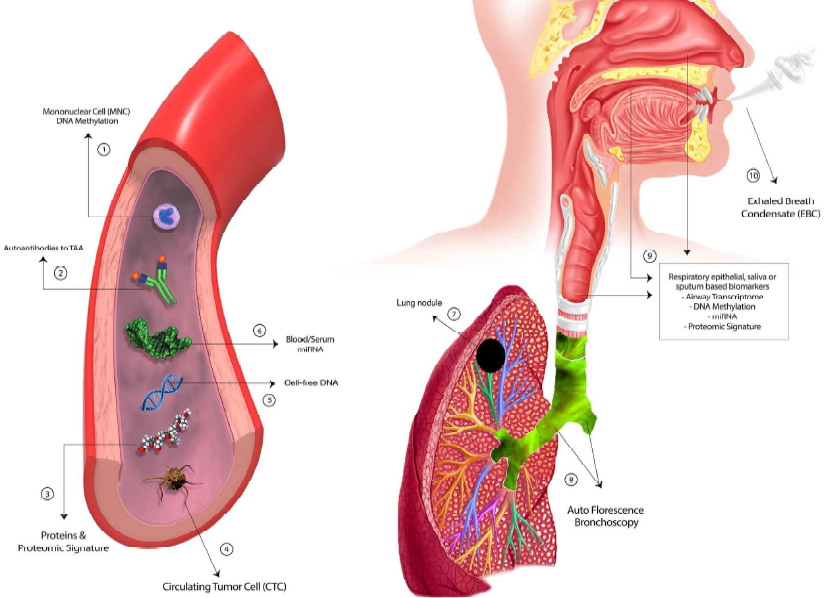 Mononuclear Cell (MNC)
DNA Methylation
1
Autoantibodies to TAA
2
6
Blood/Serum
miRNA
Cell-free DNA
5
3
Proteins &
Proteomic Signature
4
Circulating Tumor Cell (CTC)
10
Exhaled Breath
Condensate (EBC)
9
Respiratory epithelial, saliva or
sputum based biomarkers
- Airway Transcriptome
- DNA Methylation
- miRNA
- Proteomic Signature
Lung nodule
7
8
Auto Florescence
Bronchoscopy